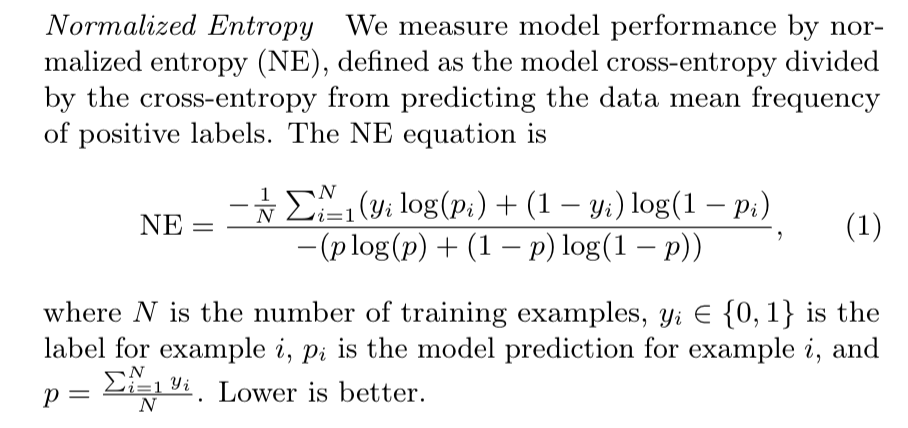 Normalized Entropy We measure model performance by nor-
malized entropy (NE), defined as the model cross-entropy divided
by the cross-entropy from predicting the data mean frequency
of positive labels. The NE equation is
NE = \frac{-\frac{1}{N} \sum_{i=1}^{N} (y_i \log(p_i) + (1 - y_i) \log(1 - p_i)}{-(p \log(p) + (1 - p) \log(1 - p))}, (1)
where N is the number of training examples, y_i ∈ {0, 1} is the
label for example i, p_i is the model prediction for example i, and
p = \frac{\sum_{i=1}^{N} y_i}{N}. Lower is better.